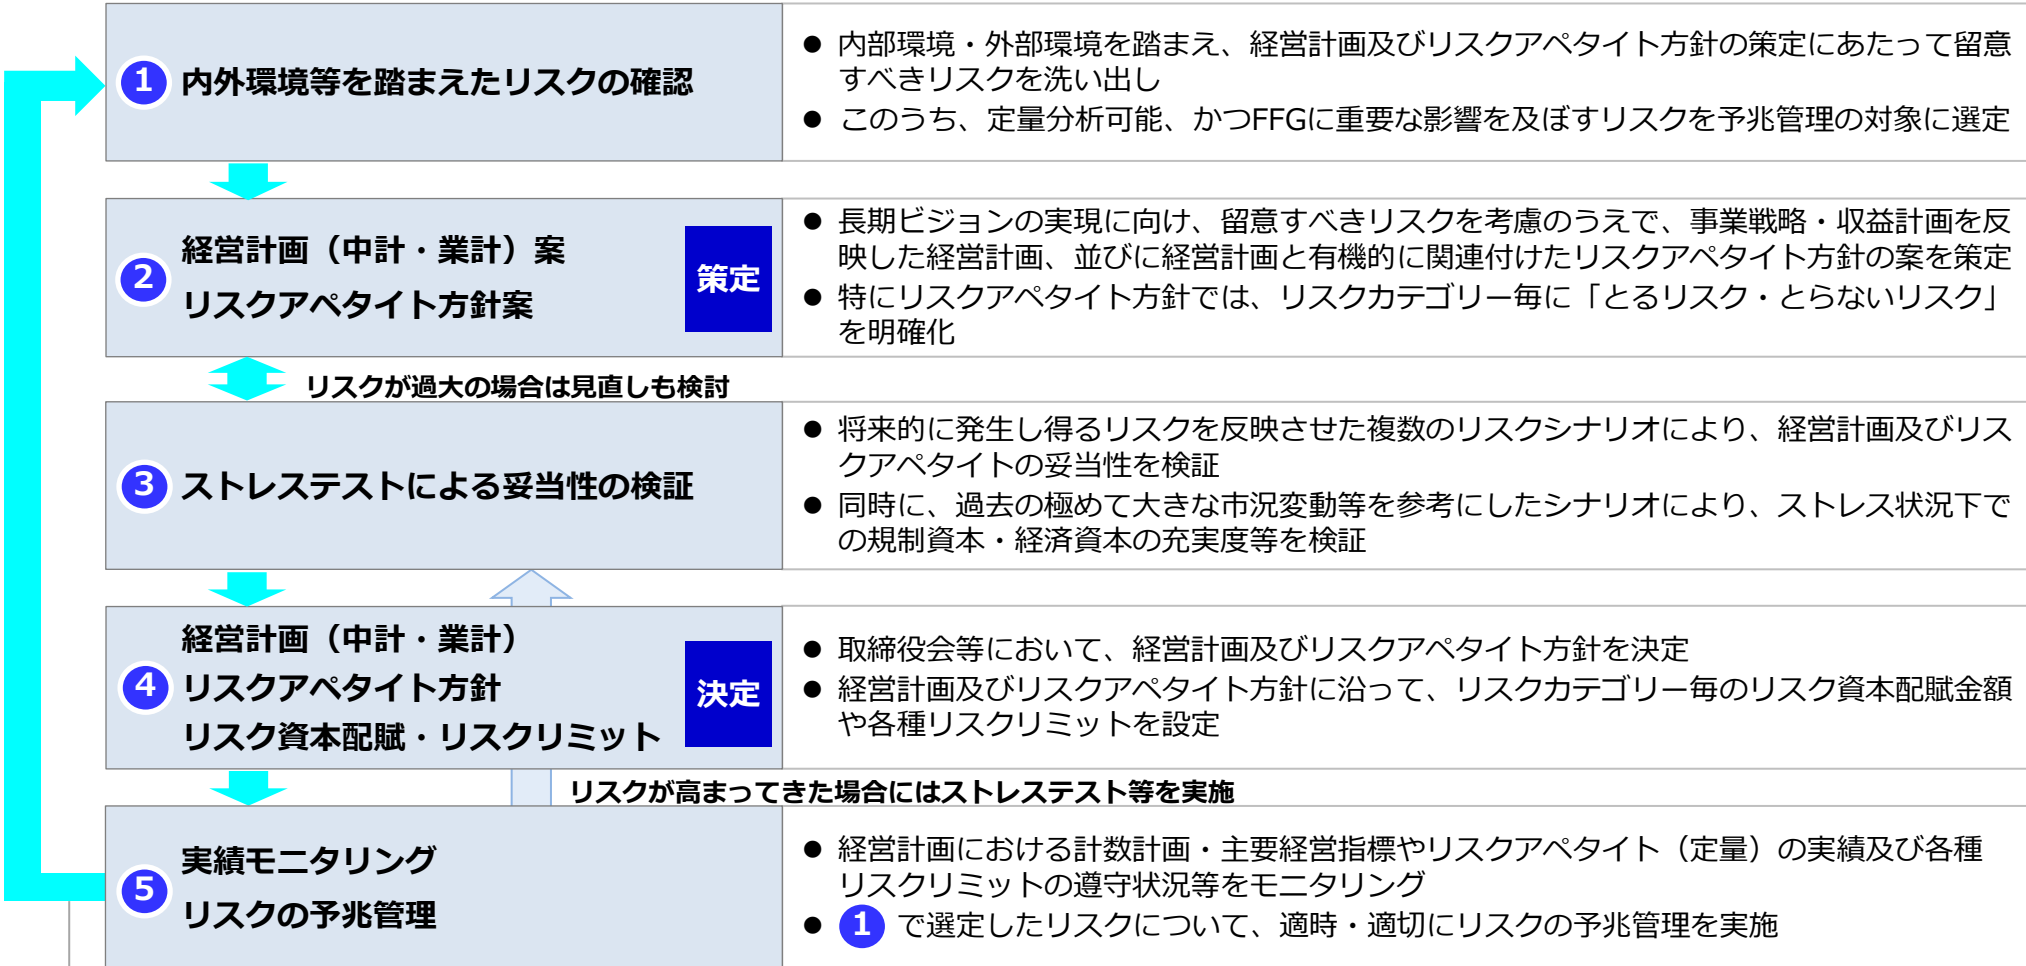 1 内外環境等を踏まえたリスクの確認
● 内部環境・外部環境を踏まえ、経営計画及びリスクアペタイト方針の策定にあたって留意
すべきリスクを洗い出し
● このうち、定量分析可能、かつFFGに重要な影響を及ぼすリスクを予兆管理の対象に選定
2 経営計画（中計・業計）案
リスクアペタイト方針案
策定
● 長期ビジョンの実現に向け、留意すべきリスクを考慮のうえで、事業戦略・収益計画を反
映した経営計画、並びに経営計画と有機的に関連付けたリスクアペタイト方針の案を策定
● 特にリスクアペタイト方針では、リスクカテゴリー毎に「とるリスク・とらないリスク」
を明確化
リスクが過大の場合は見直しも検討
3 ストレステストによる妥当性の検証
● 将来的に発生し得るリスクを反映させた複数のリスクシナリオにより、経営計画及びリス
クアペタイトの妥当性を検証
● 同時に、過去の極めて大きな市況変動等を参考にしたシナリオにより、ストレス状況下で
の規制資本・経済資本の充実度等を検証
4 経営計画（中計・業計）
リスクアペタイト方針
リスク資本配賦・リスクリミット
決定
● 取締役会等において、経営計画及びリスクアペタイト方針を決定
● 経営計画及びリスクアペタイト方針に沿って、リスクカテゴリー毎のリスク資本配賦金額
や各種リスクリミットを設定
リスクが高まってきた場合にはストレステスト等を実施
5 実績モニタリング
リスクの予兆管理
● 経営計画における計数計画・主要経営指標やリスクアペタイト（定量）の実績及び各種
リスクリミットの遵守状況等をモニタリング
● 1 で選定したリスクについて、適時・適切にリスクの予兆管理を実施